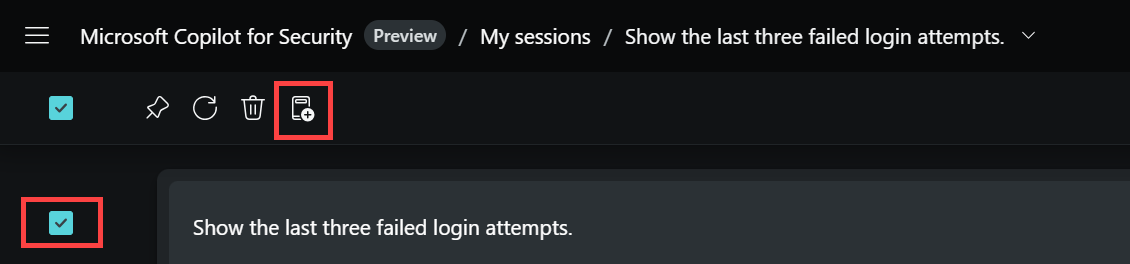 Microsoft Copilot for Security Preview / My sessions / Show the last three failed login attempts.
Show the last three failed login attempts.